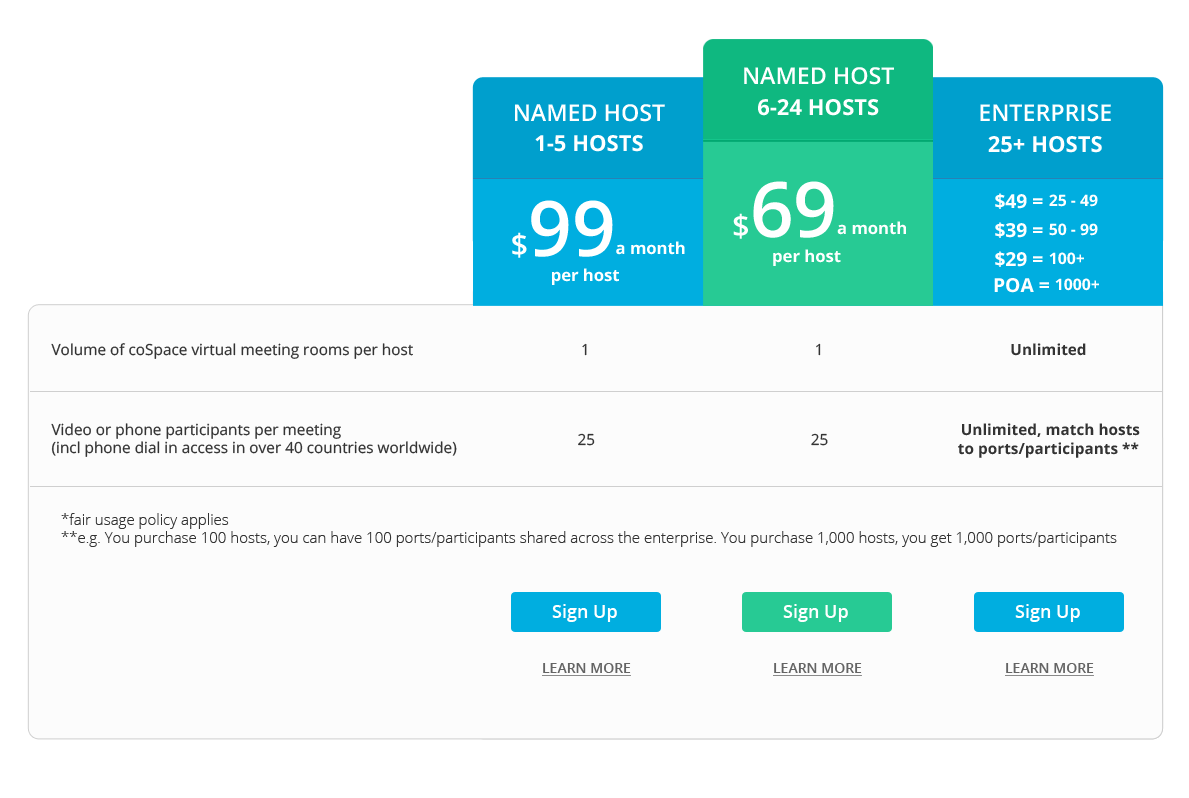 NAMED HOST
1-5 HOSTS
$99 a month
per host
NAMED HOST
6-24 HOSTS
$69 a month
per host
ENTERPRISE
25+ HOSTS
$49 = 25 - 49
$39 = 50 - 99
$29 = 100+
POA = 1000+
Volume of coSpace virtual meeting rooms per host 1 1 Unlimited
Video or phone participants per meeting
(incl phone dial in access in over 40 countries worldwide) 25 25
Unlimited, match hosts
to ports/participants **
*fair usage policy applies
**e.g. You purchase 100 hosts, you can have 100 ports/participants shared across the enterprise. You purchase 1,000 hosts, you get 1,000 ports/participants
Sign Up Sign Up Sign Up
LEARN MORE LEARN MORE LEARN MORE